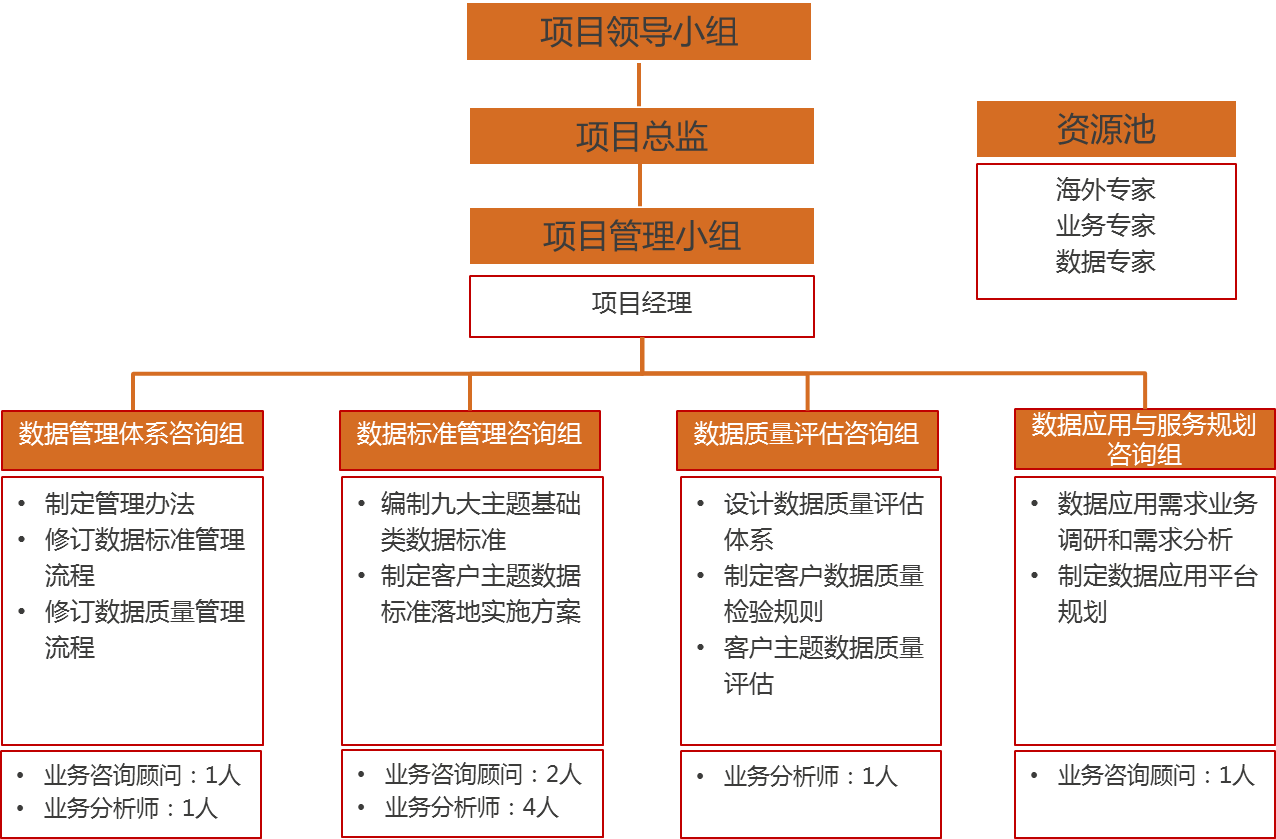 项目领导小组
项目总监
项目管理小组
项目经理
资源池
海外专家
业务专家
数据专家
数据管理体系咨询组
• 制定管理办法
• 修订数据标准管理
流程
• 修订数据质量管理
流程
• 业务咨询顾问：1人
• 业务分析师：1人
数据标准管理咨询组
• 编制九大主题基础
类数据标准
• 制定客户主题数据
标准落地实施方案
• 业务咨询顾问：2人
• 业务分析师：4人
数据质量评估咨询组
• 设计数据质量评估
体系
• 制定客户数据质量
检验规则
• 客户主题数据质量
评估
• 业务分析师：1人
数据应用与服务规划
咨询组
• 数据应用需求业务
调研和需求分析
• 制定数据应用平台
规划
• 业务咨询顾问：1人